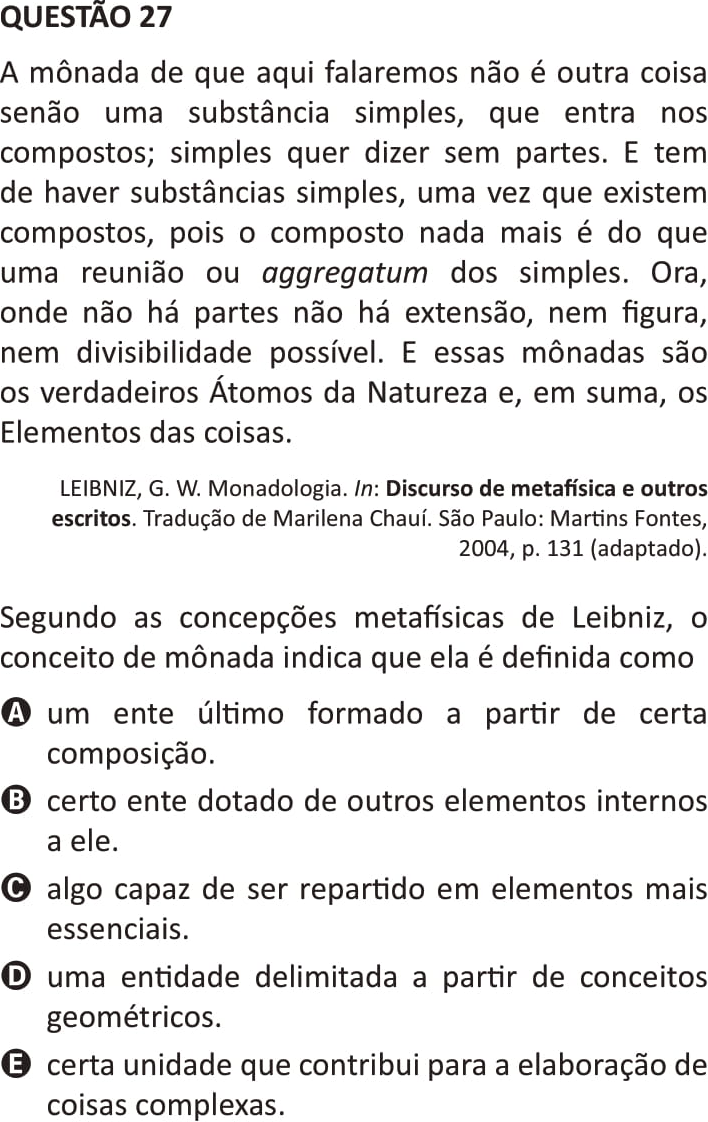 QUESTÃO 27
A mônada de que aqui falaremos não é outra coisa
senão uma substância simples, que entra nos
compostos; simples quer dizer sem partes. E tem
de haver substâncias simples, uma vez que existem
compostos, pois o composto nada mais é do que
uma reunião ou aggregatum dos simples. Ora,
onde não há partes não há extensão, nem figura,
nem divisibilidade possível. E essas mônadas são
os verdadeiros Átomos da Natureza e, em suma, os
Elementos das coisas.
LEIBNIZ, G. W. Monadologia. In: Discurso de metafísica e outros
escritos. Tradução de Marilena Chauí. São Paulo: Martins Fontes,
2004, p. 131 (adaptado).
Segundo as concepções metafísicas de Leibniz, o
conceito de mônada indica que ela é definida como
A um ente último formado a partir de certa
composição.
B certo ente dotado de outros elementos internos
a ele.
C algo capaz de ser repartido em elementos mais
essenciais.
D uma entidade delimitada a partir de conceitos
geométricos.
E certa unidade que contribui para a elaboração de
coisas complexas.